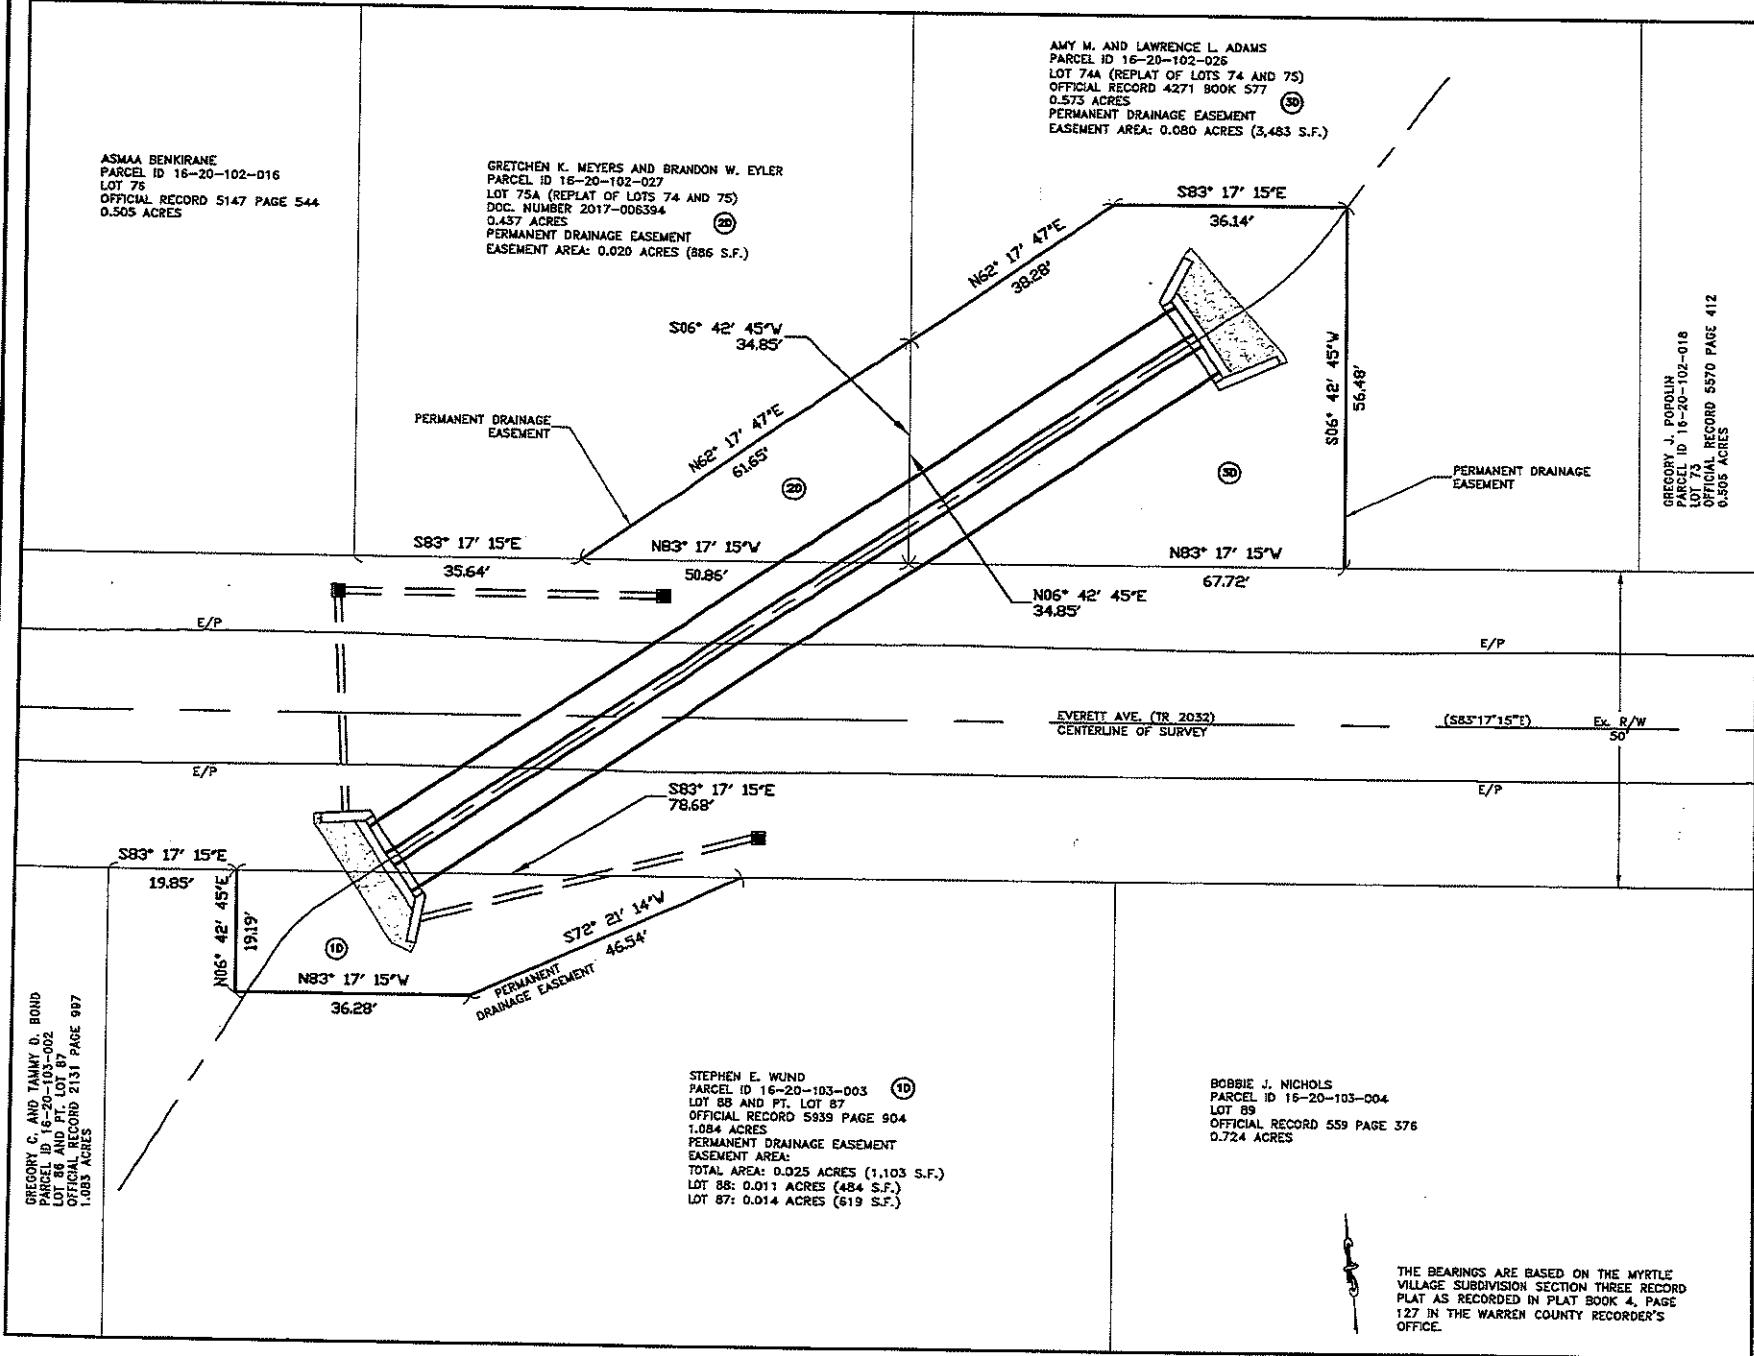 AMY M. AND LAWRENCE L. ADAMS
PARCEL ID 16-20-102-026
LOT 74A (REPLAT OF LOTS 74 AND 75)
OFFICIAL RECORD 4271 BOOK 577
0.573 ACRES
3D
PERMANENT DRAINAGE EASEMENT
EASEMENT AREA: 0.080 ACRES (3,483 S.F.)
ASMAA BENKIRANE
PARCEL ID 16-20-102-016
LOT 76
OFFICIAL RECORD 5147 PAGE 544
0.505 ACRES
GRETCHEN K. MEYERS AND BRANDON W. EYLER
PARCEL ID 16-20-102-027
LOT 75A (REPLAT OF LOTS 74 AND 75)
DOC. NUMBER 2017-006394
0.437 ACRES
2D
PERMANENT DRAINAGE EASEMENT
EASEMENT AREA: 0.020 ACRES (886 S.F.)
S83° 17' 15"E
36.14'
N62° 17' 47"E
38.28'
S06° 42' 45"W
34.85'
S06° 42' 45"W
56.48'
GREGORY J. POPOLIN
PARCEL ID 16-20-102-018
LOT 73
OFFICIAL RECORD 5570 PAGE 412
0.505 ACRES
PERMANENT DRAINAGE
EASEMENT
N62° 17' 47"E
61.65'
2D
3D
PERMANENT DRAINAGE
EASEMENT
S83° 17' 15"E
35.64'
N83° 17' 15"W
50.86'
N83° 17' 15"W
67.72'
N06° 42' 45"E
34.85'
E/P
E/P
EVERETT AVE. (TR 2032)
CENTERLINE OF SURVEY
(S83°17'15"E)
Ex. R/W
50'
E/P
E/P
S83° 17' 15"E
78.68'
S83° 17' 15"E
19.85'
N06° 42' 45"E
19.19'
1D
N83° 17' 15"W
36.28'
S72° 21' 14"W
46.54'
PERMANENT
DRAINAGE EASEMENT
GREGORY C. AND TAMMY D. BOND
PARCEL ID 16-20-103-002
LOT 86 AND PT. LOT 87
OFFICIAL RECORD 2131 PAGE 997
1.083 ACRES
STEPHEN E. WUND
PARCEL ID 16-20-103-003
1D
LOT 88 AND PT. LOT 87
OFFICIAL RECORD 5939 PAGE 904
1.084 ACRES
PERMANENT DRAINAGE EASEMENT
EASEMENT AREA:
TOTAL AREA: 0.025 ACRES (1,103 S.F.)
LOT 88: 0.011 ACRES (484 S.F.)
LOT 87: 0.014 ACRES (619 S.F.)
BOBBIE J. NICHOLS
PARCEL ID 16-20-103-004
LOT 89
OFFICIAL RECORD 559 PAGE 376
0.724 ACRES
THE BEARINGS ARE BASED ON THE MYRTLE
VILLAGE SUBDIVISION SECTION THREE RECORD
PLAT AS RECORDED IN PLAT BOOK 4, PAGE
127 IN THE WARREN COUNTY RECORDER'S
OFFICE.